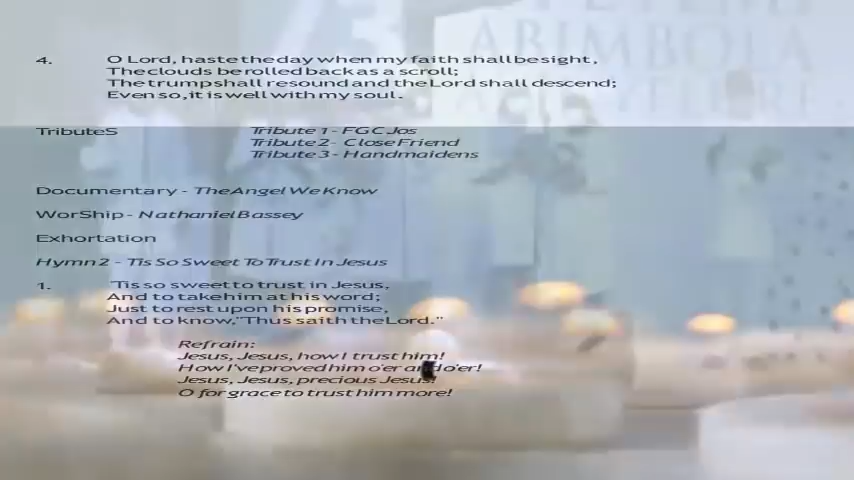 ARIMBOLA
4. O Lord, haste the day when my faith shall be sight,
The clouds be rolled back as a scroll;
The trump shall resound and the Lord shall descend;
Even so, it is well with my soul.
TributeS Tribute 1 - FGC Jos
Tribute 2 - Close Friend
Tribute 3 - Handmaidens
Documentary - The Angel We Know
WorShip - Nathaniel Bassey
Exhortation
Hymn 2 - Tis So Sweet To Trust In Jesus
1. 'Tis so sweet to trust in Jesus,
And to take him at his word;
Just to rest upon his promise,
And to know, "Thus saith the Lord."
Refrain:
Jesus, Jesus, how I trust him!
How I've proved him o'er and o'er!
Jesus, Jesus, precious Jesus!
O for grace to trust him more!